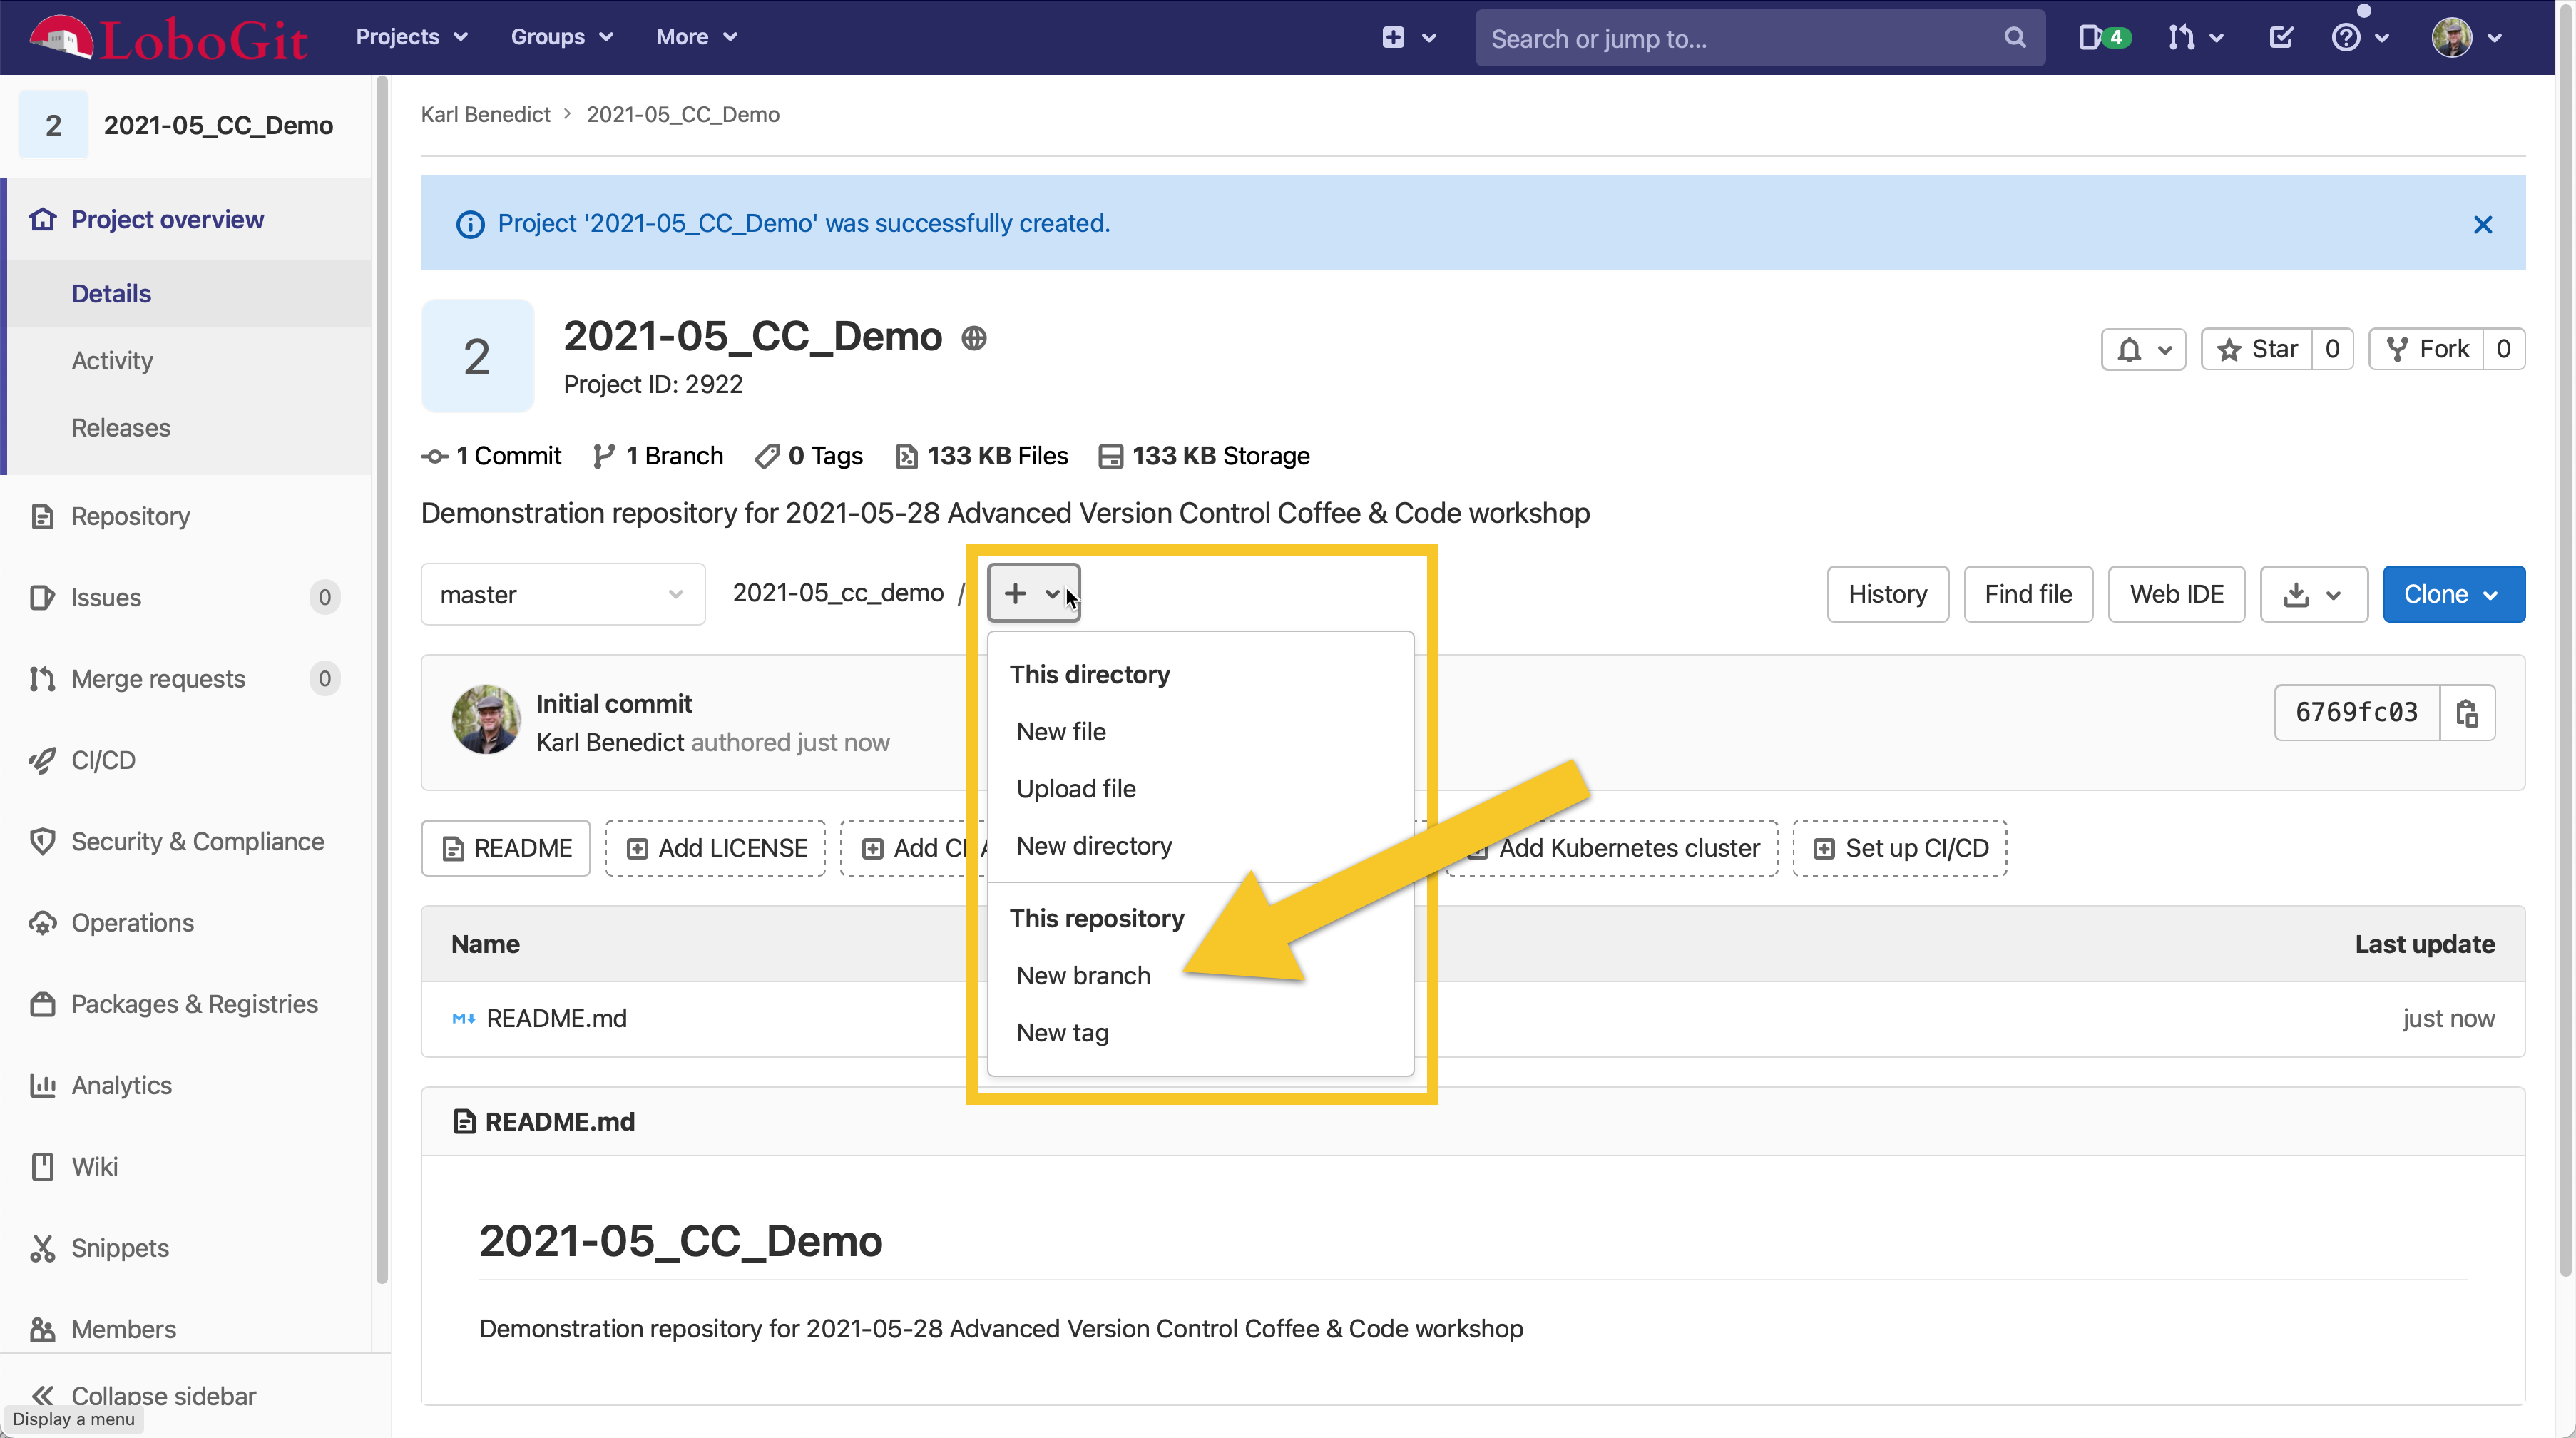 LoboGit Projects Groups More Search or jump to... 4
2 2021-05_CC_Demo
Project overview
Details
Activity
Releases
Repository
Issues 0
Merge requests 0
CI/CD
Security & Compliance
Operations
Packages & Registries
Analytics
Wiki
Snippets
Members
Collapse sidebar
Display a menu
Karl Benedict › 2021-05_CC_Demo
Project '2021-05_CC_Demo' was successfully created.
2
2021-05_CC_Demo
Project ID: 2922
Star 0 Fork 0
1 Commit 1 Branch 0 Tags 133 KB Files 133 KB Storage
Demonstration repository for 2021-05-28 Advanced Version Control Coffee & Code workshop
master 2021-05_cc_demo / + History Find file Web IDE Clone
This directory
New file
Upload file
New directory
This repository
New branch
New tag
Initial commit
Karl Benedict authored just now
6769fc03
README Add LICENSE Add Add Kubernetes cluster Set up CI/CD
Name Last update
README.md just now
README.md
2021-05_CC_Demo
Demonstration repository for 2021-05-28 Advanced Version Control Coffee & Code workshop